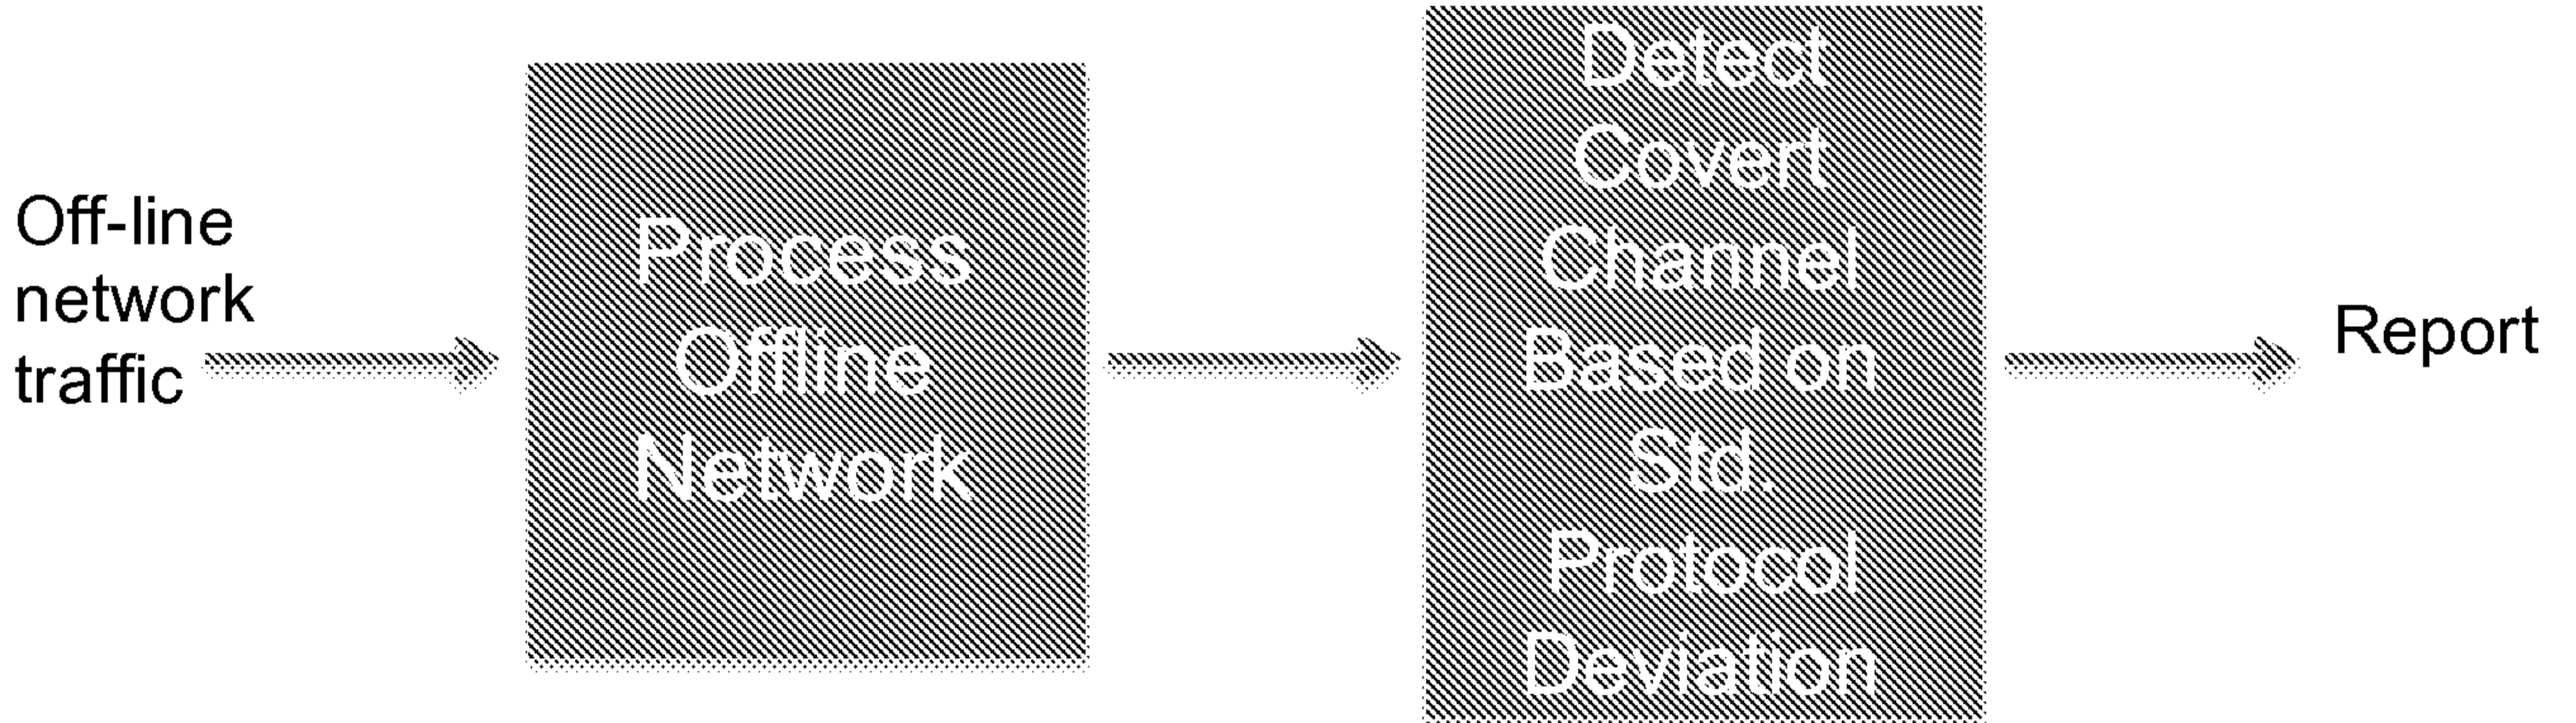 Off-line
network
traffic
Process
Offline
Network
Detect
Covert
Channel
Based on
Std.
Protocol
Deviation
Report